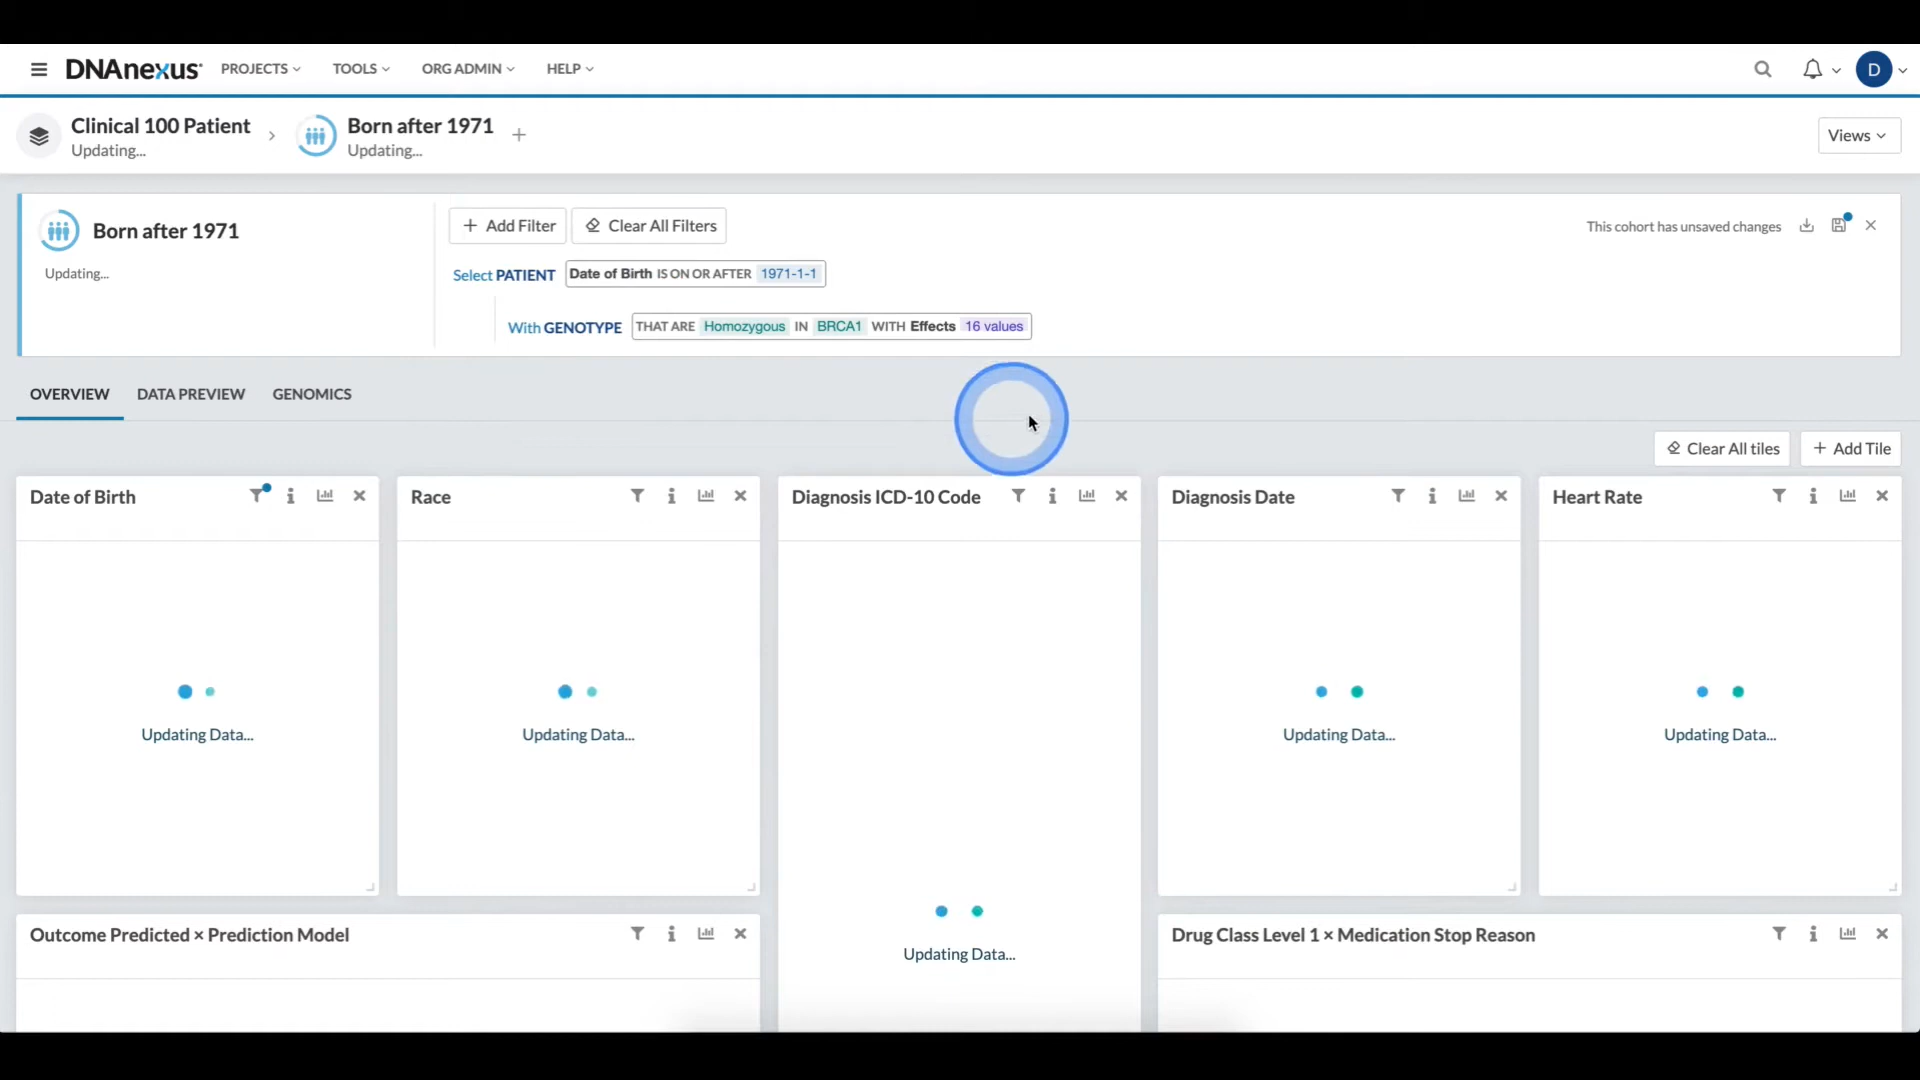 DNAnexus PROJECTS TOOLS ORG ADMIN HELP D
Clinical 100 Patient
Updating...
Born after 1971
Updating...
Views
Born after 1971
Updating...
Add Filter Clear All Filters
This cohort has unsaved changes
Select PATIENT Date of Birth IS ON OR AFTER 1971-1-1
With GENOTYPE THAT ARE Homozygous IN BRCA1 WITH Effects 16 values
OVERVIEW DATA PREVIEW GENOMICS
Clear All tiles + Add Tile
Date of Birth
Race
Diagnosis ICD-10 Code
Diagnosis Date
Heart Rate
Updating Data...
Updating Data...
Updating Data...
Updating Data...
Updating Data...
Outcome Predicted × Prediction Model
Drug Class Level 1 × Medication Stop Reason